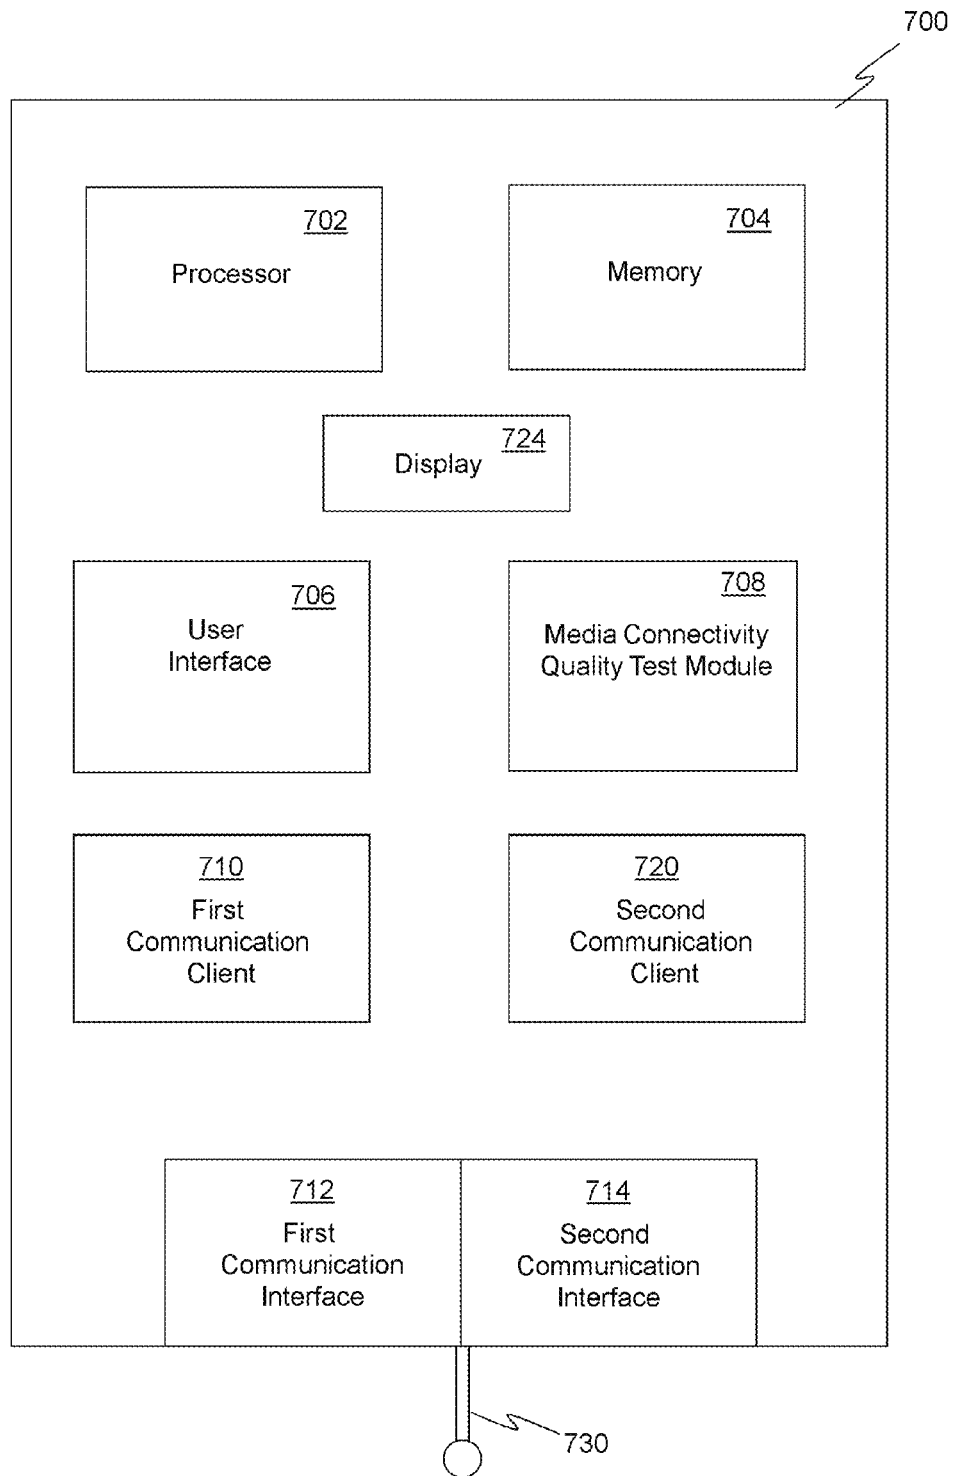 700
702
Processor
704
Memory
724
Display
706
User
Interface
708
Media Connectivity
Quality Test Module
710
First
Communication
Client
720
Second
Communication
Client
712
First
Communication
Interface
714
Second
Communication
Interface
730